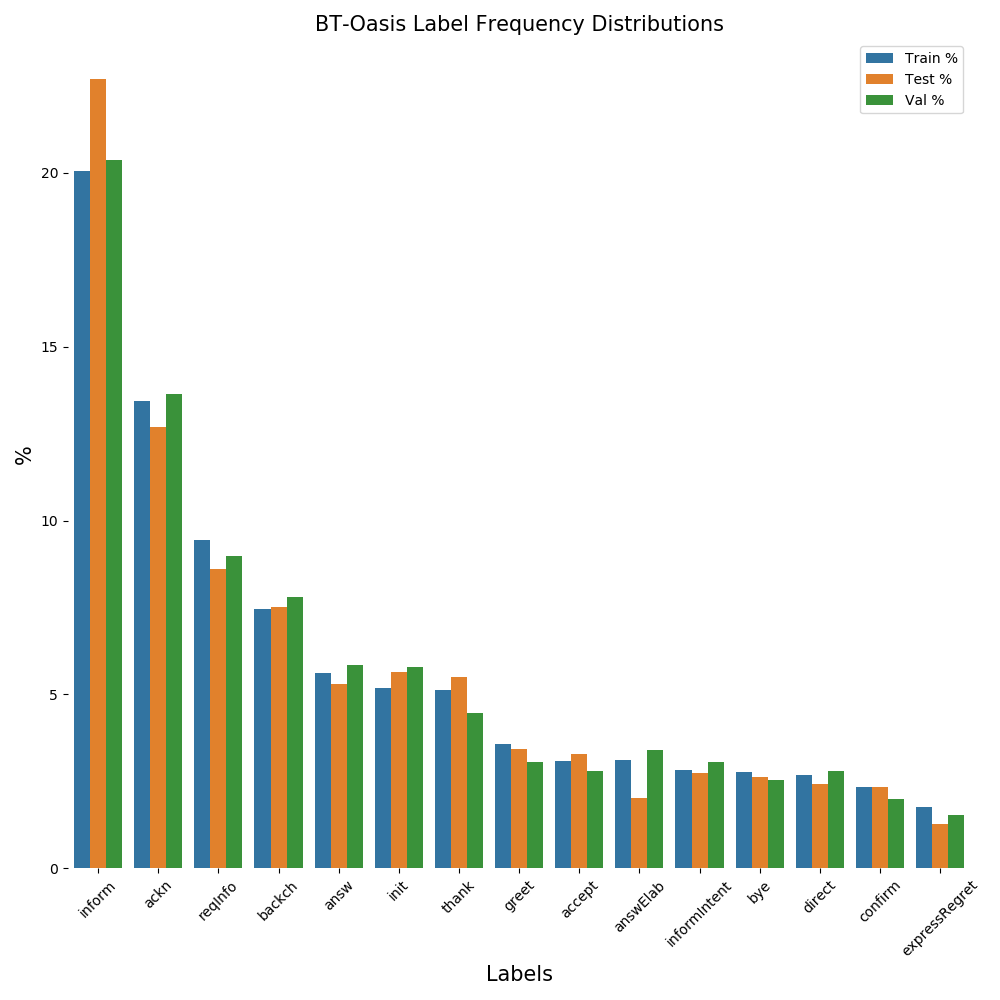 BT-Oasis Label Frequency Distributions
Train %
Test %
Val %
%
20
15
10
5
0
inform
ackn
reqInfo
backch
answ
init
thank
greet
accept
answElab
informIntent
bye
direct
confirm
expressRegret
Labels